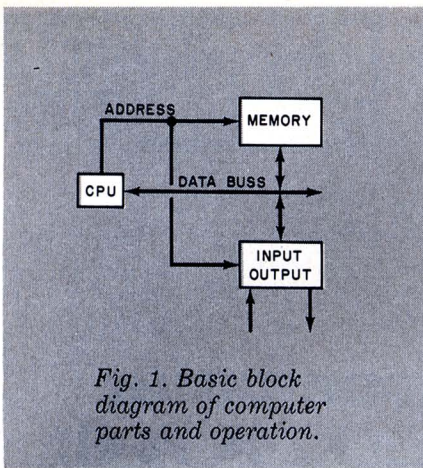 ADDRESS
MEMORY
CPU
DATA BUSS
INPUT
OUTPUT
Fig. 1. Basic block
diagram of computer
parts and operation.